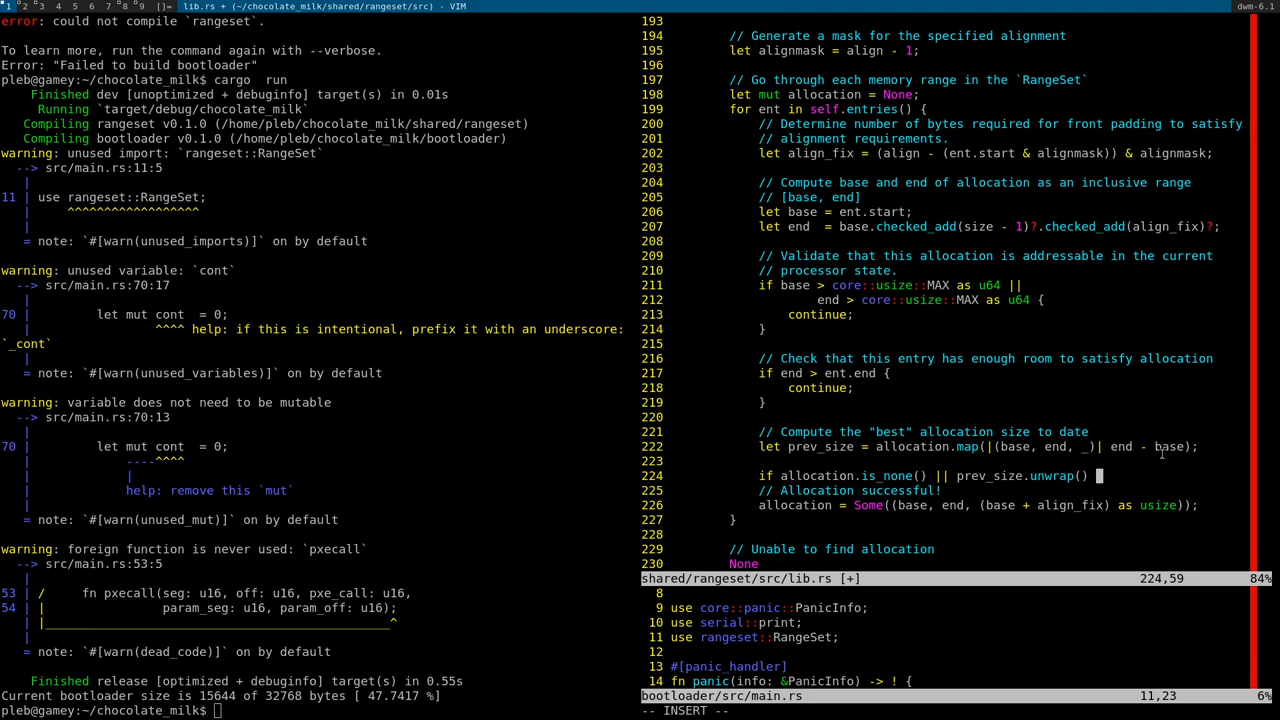 1 2 3 4 5 6 7 8 9 []= lib.rs + (~/chocolate_milk/shared/rangeset/src) - VIM dwm-6.1
error: could not compile `rangeset`.
To learn more, run the command again with --verbose.
Error: "Failed to build bootloader"
pleb@gamey:~/chocolate_milk$ cargo  run
Finished dev [unoptimized + debuginfo] target(s) in 0.01s
Running `target/debug/chocolate_milk`
Compiling rangeset v0.1.0 (/home/pleb/chocolate_milk/shared/rangeset)
Compiling bootloader v0.1.0 (/home/pleb/chocolate_milk/bootloader)
warning: unused import: `rangeset::RangeSet`
--> src/main.rs:11:5
|
11 | use rangeset::RangeSet;
|     ^^^^^^^^^^^^^^^^^^
|
= note: `#[warn(unused_imports)]` on by default
warning: unused variable: `cont`
--> src/main.rs:70:17
|
70 |         let mut cont  = 0;
|                 ^^^^ help: if this is intentional, prefix it with an underscore:
`_cont`
|
= note: `#[warn(unused_variables)]` on by default
warning: variable does not need to be mutable
--> src/main.rs:70:13
|
70 |         let mut cont  = 0;
|             ----^^^^
|             |
|             help: remove this `mut`
|
= note: `#[warn(unused_mut)]` on by default
warning: foreign function is never used: `pxecall`
--> src/main.rs:53:5
|
53 | /     fn pxecall(seg: u16, off: u16, pxe_call: u16,
54 | |                param_seg: u16, param_off: u16);
| |_______________________________________________^
|
= note: `#[warn(dead_code)]` on by default
Finished release [optimized + debuginfo] target(s) in 0.55s
Current bootloader size is 15644 of 32768 bytes [ 47.7417 %]
pleb@gamey:~/chocolate_milk$
193
194         // Generate a mask for the specified alignment
195         let alignmask = align - 1;
196
197         // Go through each memory range in the `RangeSet`
198         let mut allocation = None;
199         for ent in self.entries() {
200             // Determine number of bytes required for front padding to satisfy
201             // alignment requirements.
202             let align_fix = (align - (ent.start & alignmask)) & alignmask;
203
204             // Compute base and end of allocation as an inclusive range
205             // [base, end]
206             let base = ent.start;
207             let end  = base.checked_add(size - 1)?.checked_add(align_fix)?;
208
209             // Validate that this allocation is addressable in the current
210             // processor state.
211             if base > core::usize::MAX as u64 ||
212                     end > core::usize::MAX as u64 {
213                 continue;
214             }
215
216             // Check that this entry has enough room to satisfy allocation
217             if end > ent.end {
218                 continue;
219             }
220
221             // Compute the "best" allocation size to date
222             let prev_size = allocation.map(|(base, end, _)| end - base);
223
224             if allocation.is_none() || prev_size.unwrap()
225             // Allocation successful!
226             allocation = Some((base, end, (base + align_fix) as usize));
227         }
228
229         // Unable to find allocation
230         None
shared/rangeset/src/lib.rs [+] 224,59 84%
8
9 use core::panic::PanicInfo;
10 use serial::print;
11 use rangeset::RangeSet;
12
13 #[panic_handler]
14 fn panic(info: &PanicInfo) -> ! {
bootloader/src/main.rs 11,23 6%
-- INSERT --